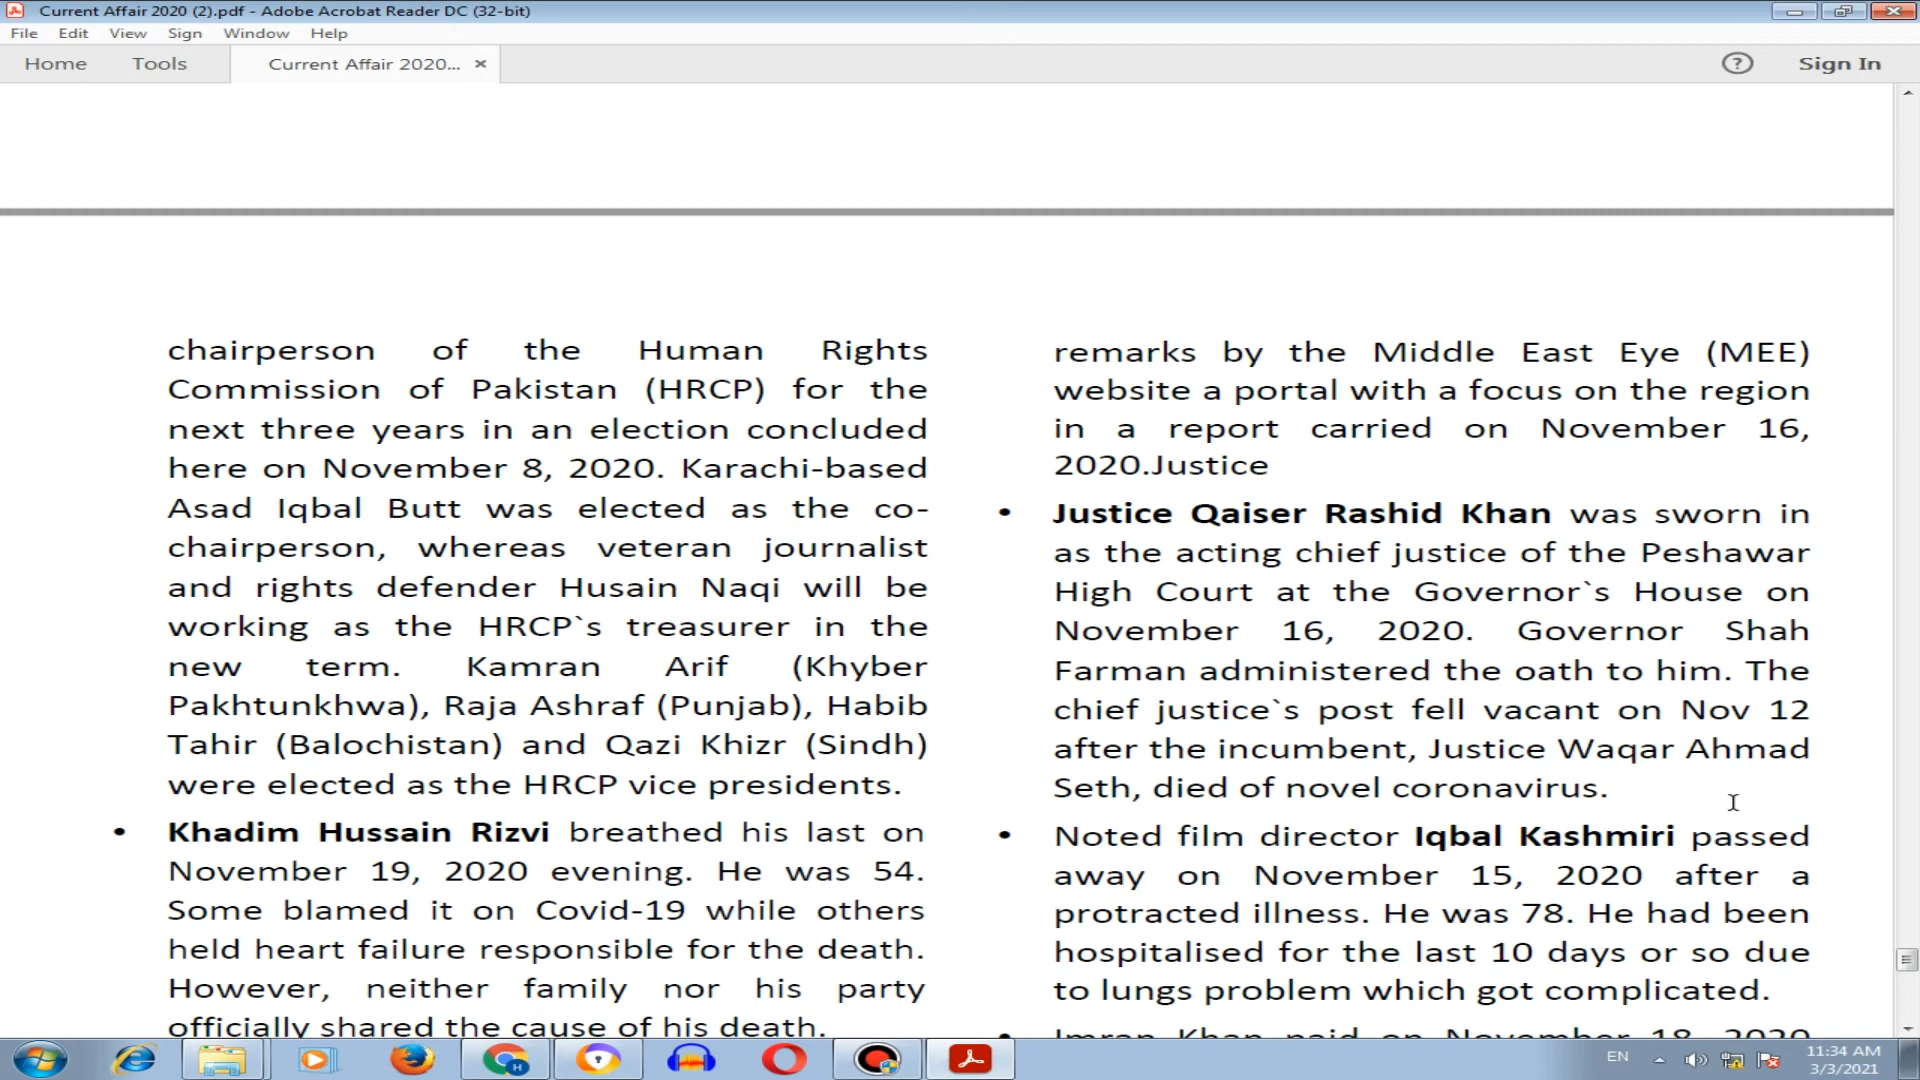 Current Affair 2020 (2).pdf - Adobe Acrobat Reader DC (32-bit)
File Edit View Sign Window Help
Home Tools Current Affair 2020... × ? Sign In
chairperson of the Human Rights
Commission of Pakistan (HRCP) for the
next three years in an election concluded
here on November 8, 2020. Karachi-based
Asad Iqbal Butt was elected as the co-
chairperson, whereas veteran journalist
and rights defender Husain Naqi will be
working as the HRCP`s treasurer in the
new term. Kamran Arif (Khyber
Pakhtunkhwa), Raja Ashraf (Punjab), Habib
Tahir (Balochistan) and Qazi Khizr (Sindh)
were elected as the HRCP vice presidents.
• Khadim Hussain Rizvi breathed his last on
November 19, 2020 evening. He was 54.
Some blamed it on Covid-19 while others
held heart failure responsible for the death.
However, neither family nor his party
officially shared the cause of his death.
remarks by the Middle East Eye (MEE)
website a portal with a focus on the region
in a report carried on November 16,
2020.Justice
• Justice Qaiser Rashid Khan was sworn in
as the acting chief justice of the Peshawar
High Court at the Governor`s House on
November 16, 2020. Governor Shah
Farman administered the oath to him. The
chief justice`s post fell vacant on Nov 12
after the incumbent, Justice Waqar Ahmad
Seth, died of novel coronavirus.
• Noted film director Iqbal Kashmiri passed
away on November 15, 2020 after a
protracted illness. He was 78. He had been
hospitalised for the last 10 days or so due
to lungs problem which got complicated.
• Imran Khan paid on November 18, 2020
EN
11:34 AM
3/3/2021